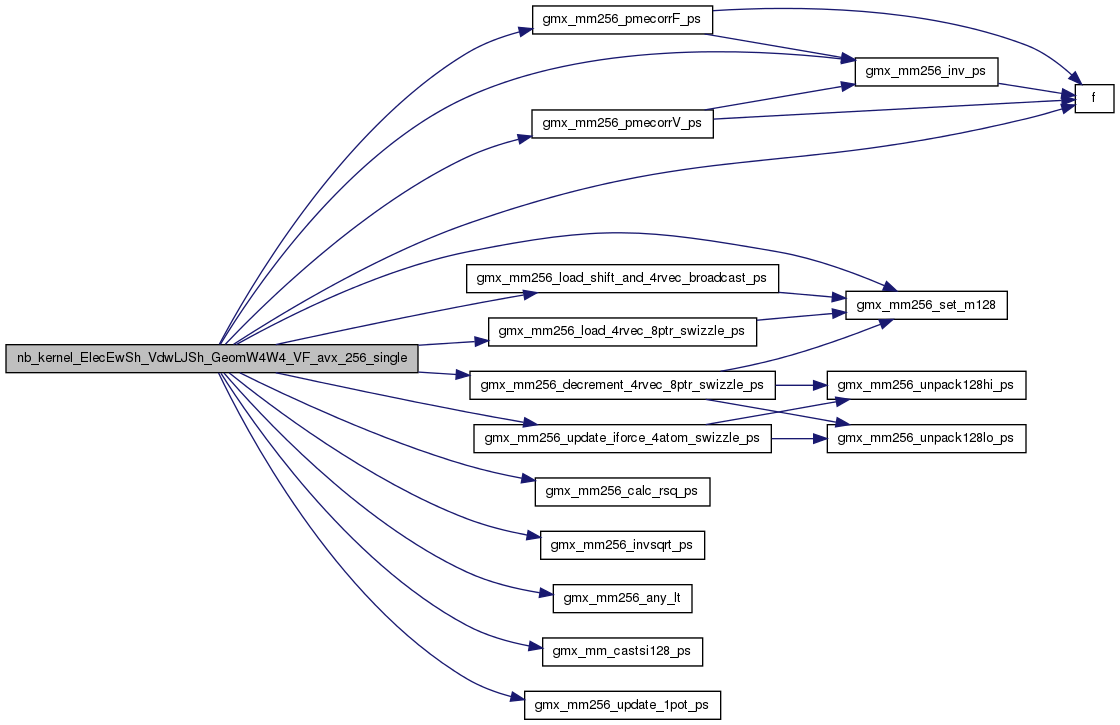 gmx_mm256_pmecorrF_ps
gmx_mm256_inv_ps
f
gmx_mm256_pmecorrV_ps
gmx_mm256_load_shift_and_4rvec_broadcast_ps
gmx_mm256_set_m128
gmx_mm256_load_4rvec_8ptr_swizzle_ps
nb_kernel_ElecEwSh_VdwLJSh_GeomW4W4_VF_avx_256_single
gmx_mm256_decrement_4rvec_8ptr_swizzle_ps
gmx_mm256_unpack128hi_ps
gmx_mm256_update_iforce_4atom_swizzle_ps
gmx_mm256_unpack128lo_ps
gmx_mm256_calc_rsq_ps
gmx_mm256_invsqrt_ps
gmx_mm256_any_lt
gmx_mm_castsi128_ps
gmx_mm256_update_1pot_ps